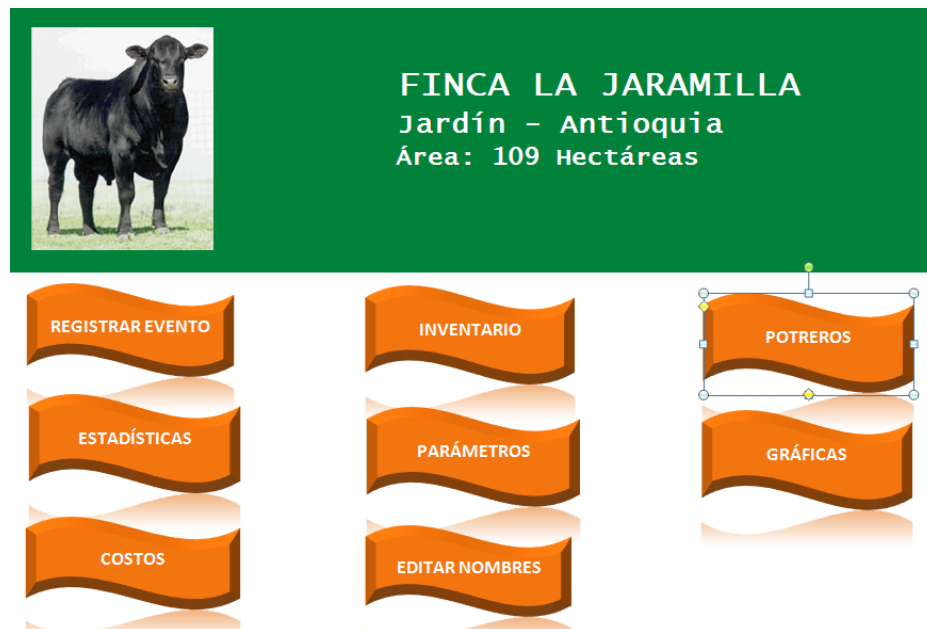 FINCA LA JARAMILLA
Jardín - Antioquia
Área: 109 Hectáreas
REGISTRAR EVENTO
INVENTARIO
POTREROS
ESTADÍSTICAS
PARÁMETROS
GRÁFICAS
COSTOS
EDITAR NOMBRES